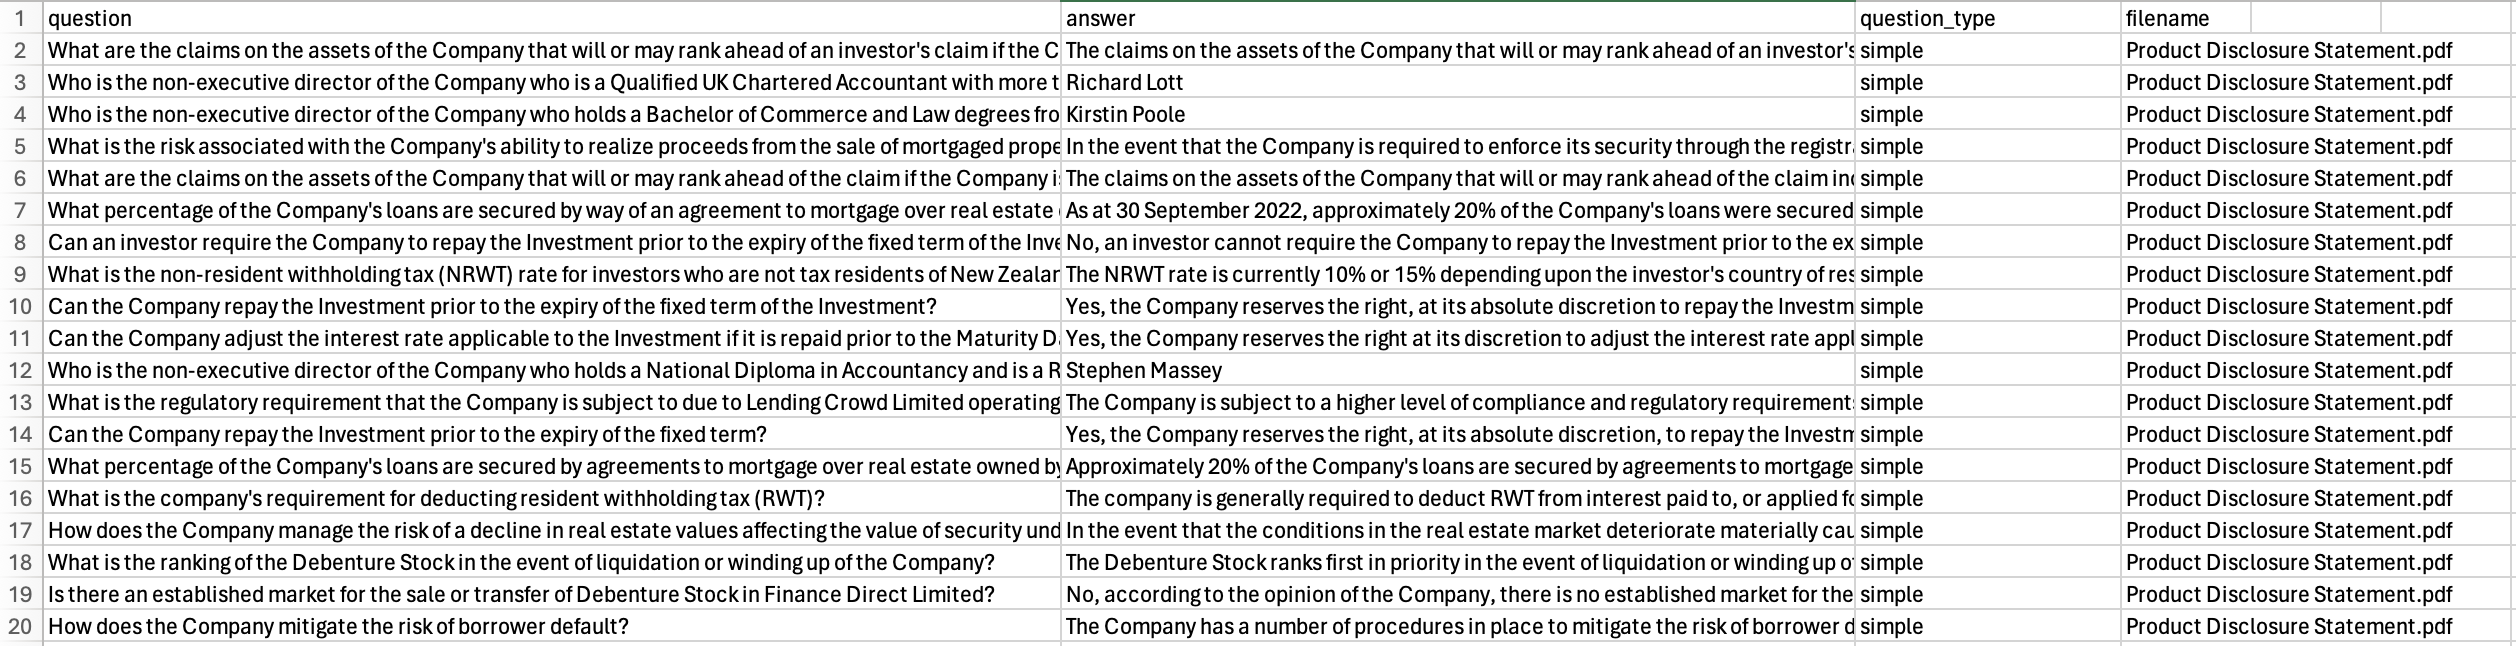 1 question answer question_type filename
2 What are the claims on the assets of the Company that will or may rank ahead of an investor's claim if the C The claims on the assets of the Company that will or may rank ahead of an investor's simple Product Disclosure Statement.pdf
3 Who is the non-executive director of the Company who is a Qualified UK Chartered Accountant with more t Richard Lott simple Product Disclosure Statement.pdf
4 Who is the non-executive director of the Company who holds a Bachelor of Commerce and Law degrees fro Kirstin Poole simple Product Disclosure Statement.pdf
5 What is the risk associated with the Company's ability to realize proceeds from the sale of mortgaged prope In the event that the Company is required to enforce its security through the registr simple Product Disclosure Statement.pdf
6 What are the claims on the assets of the Company that will or may rank ahead of the claim if the Company i The claims on the assets of the Company that will or may rank ahead of the claim inc simple Product Disclosure Statement.pdf
7 What percentage of the Company's loans are secured by way of an agreement to mortgage over real estate As at 30 September 2022, approximately 20% of the Company's loans were secured simple Product Disclosure Statement.pdf
8 Can an investor require the Company to repay the Investment prior to the expiry of the fixed term of the Inve No, an investor cannot require the Company to repay the Investment prior to the ex simple Product Disclosure Statement.pdf
9 What is the non-resident withholding tax (NRWT) rate for investors who are not tax residents of New Zealan The NRWT rate is currently 10% or 15% depending upon the investor's country of res simple Product Disclosure Statement.pdf
10 Can the Company repay the Investment prior to the expiry of the fixed term of the Investment? Yes, the Company reserves the right, at its absolute discretion to repay the Investm simple Product Disclosure Statement.pdf
11 Can the Company adjust the interest rate applicable to the Investment if it is repaid prior to the Maturity Da Yes, the Company reserves the right at its discretion to adjust the interest rate appl simple Product Disclosure Statement.pdf
12 Who is the non-executive director of the Company who holds a National Diploma in Accountancy and is a R Stephen Massey simple Product Disclosure Statement.pdf
13 What is the regulatory requirement that the Company is subject to due to Lending Crowd Limited operating The Company is subject to a higher level of compliance and regulatory requirement simple Product Disclosure Statement.pdf
14 Can the Company repay the Investment prior to the expiry of the fixed term? Yes, the Company reserves the right, at its absolute discretion, to repay the Investm simple Product Disclosure Statement.pdf
15 What percentage of the Company's loans are secured by agreements to mortgage over real estate owned by Approximately 20% of the Company's loans are secured by agreements to mortgage simple Product Disclosure Statement.pdf
16 What is the company's requirement for deducting resident withholding tax (RWT)? The company is generally required to deduct RWT from interest paid to, or applied fo simple Product Disclosure Statement.pdf
17 How does the Company manage the risk of a decline in real estate values affecting the value of security und In the event that the conditions in the real estate market deteriorate materially cau simple Product Disclosure Statement.pdf
18 What is the ranking of the Debenture Stock in the event of liquidation or winding up of the Company? The Debenture Stock ranks first in priority in the event of liquidation or winding up o simple Product Disclosure Statement.pdf
19 Is there an established market for the sale or transfer of Debenture Stock in Finance Direct Limited? No, according to the opinion of the Company, there is no established market for the simple Product Disclosure Statement.pdf
20 How does the Company mitigate the risk of borrower default? The Company has a number of procedures in place to mitigate the risk of borrower d simple Product Disclosure Statement.pdf